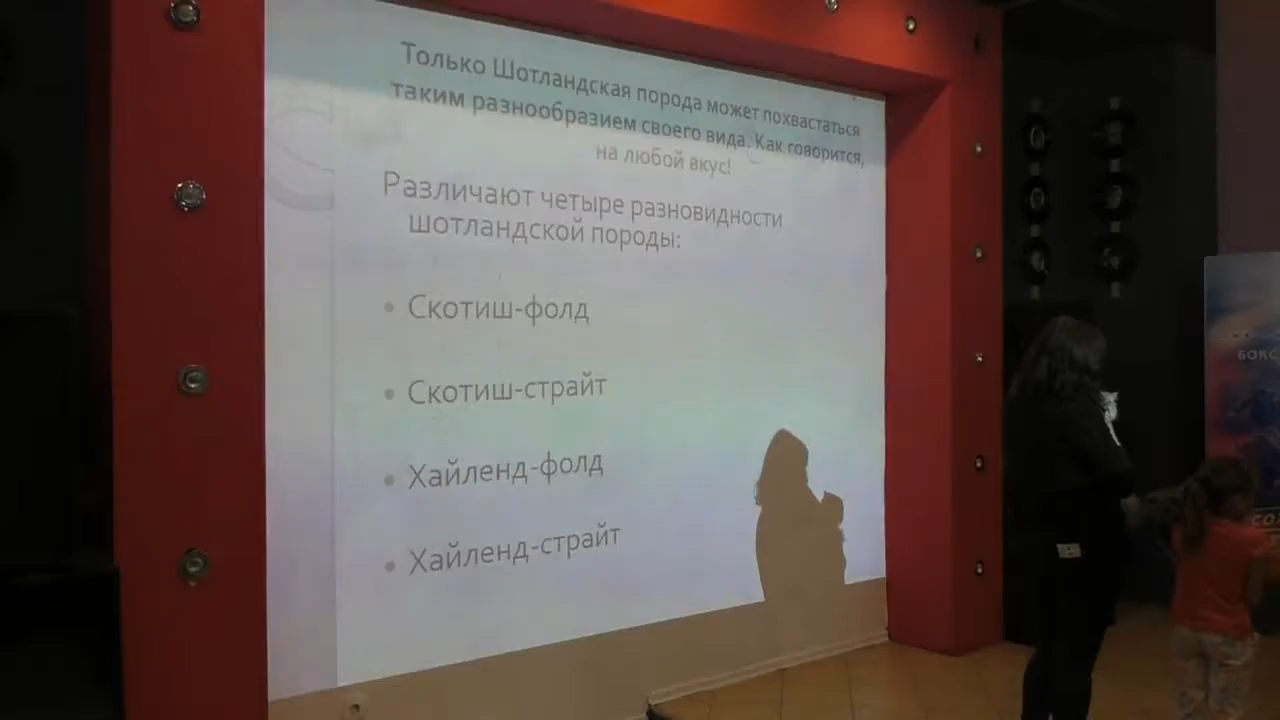 Только Шотландская порода может похвастаться
таким разнообразием своего вида. Как говорится,
на любой вкус!
Различают четыре разновидности
шотландской породы:
• Скотиш-фолд
• Скотиш-страйт
• Хайленд-фолд
• Хайленд-страйт